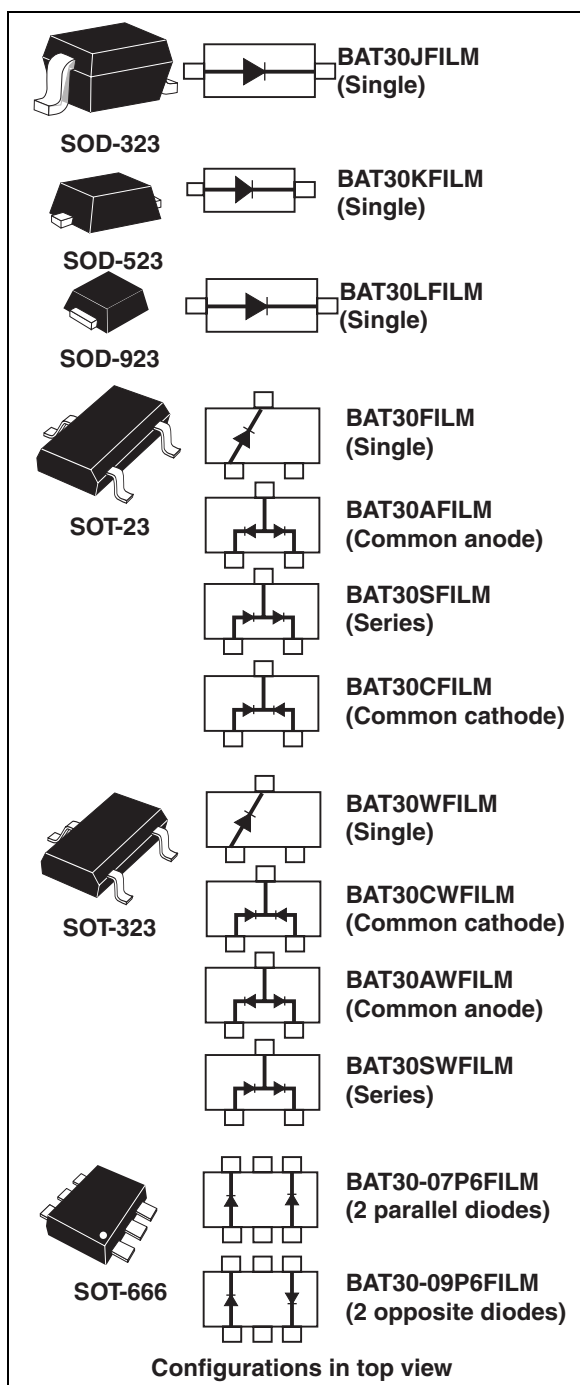 BAT30JFILM
(Single)
SOD-323
BAT30KFILM
(Single)
SOD-523
BAT30LFILM
(Single)
SOD-923
BAT30FILM
(Single)
SOT-23
BAT30AFILM
(Common anode)
BAT30SFILM
(Series)
BAT30CFILM
(Common cathode)
BAT30WFILM
(Single)
SOT-323
BAT30CWFILM
(Common cathode)
BAT30AWFILM
(Common anode)
BAT30SWFILM
(Series)
BAT30-07P6FILM
(2 parallel diodes)
SOT-666
BAT30-09P6FILM
(2 opposite diodes)
Configurations in top view